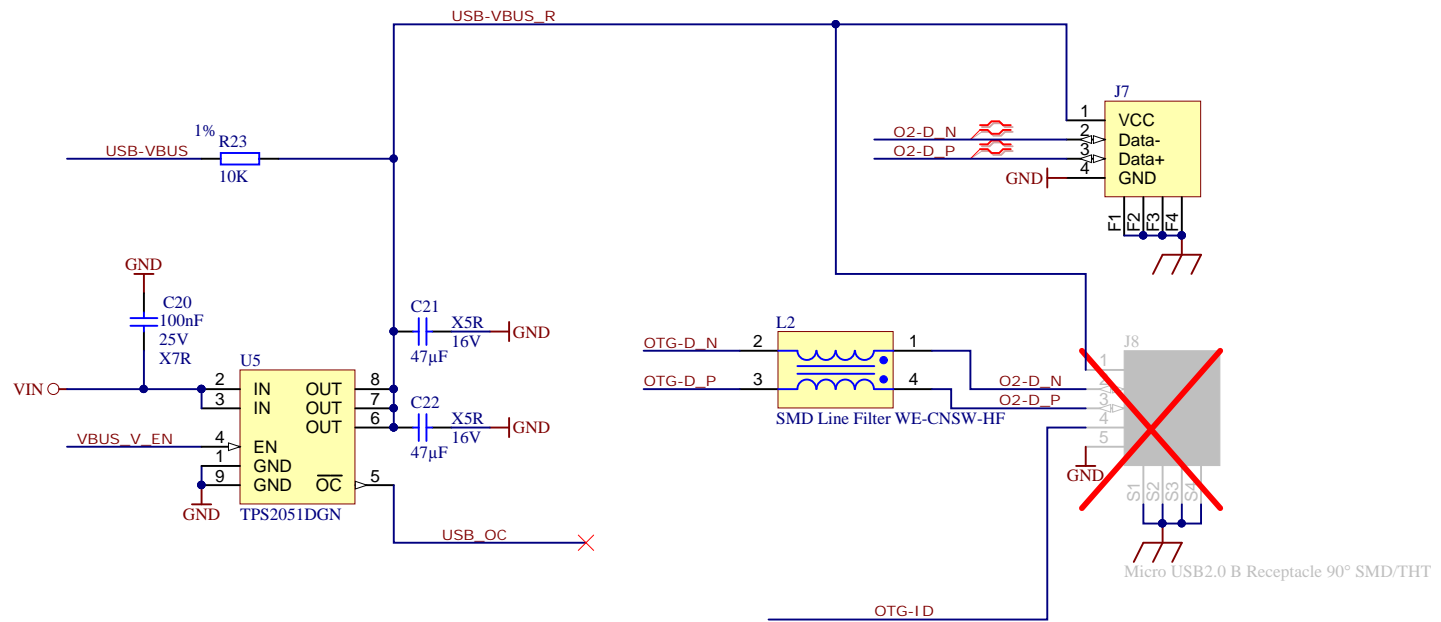 USB-VBUS_R
J7
1%
R23
USB-VBUS
10K
1 VCC
O2-D_N 2 Data-
O2-D_P 3 Data+
GND 4 GND
F1 F2 F3 F4
GND
C20
100nF
25V
X7R
C21
X5R
GND
16V
47µF
U5
VIN
2 IN OUT 8
3 IN OUT 7
OUT 6
VBUS_V_EN 4 EN
1 GND
9 GND OC 5
GND
TPS2051DGN
C22
X5R
GND
16V
47µF
USB_OC
L2
OTG-D_N 2 1
OTG-D_P 3 4
SMD Line Filter WE-CNSW-HF
J8
1
O2-D_N 2
O2-D_P 3
4
5
GND
S1 S2 S3 S4
Micro USB2.0 B Receptacle 90° SMD/THT
OTG-ID